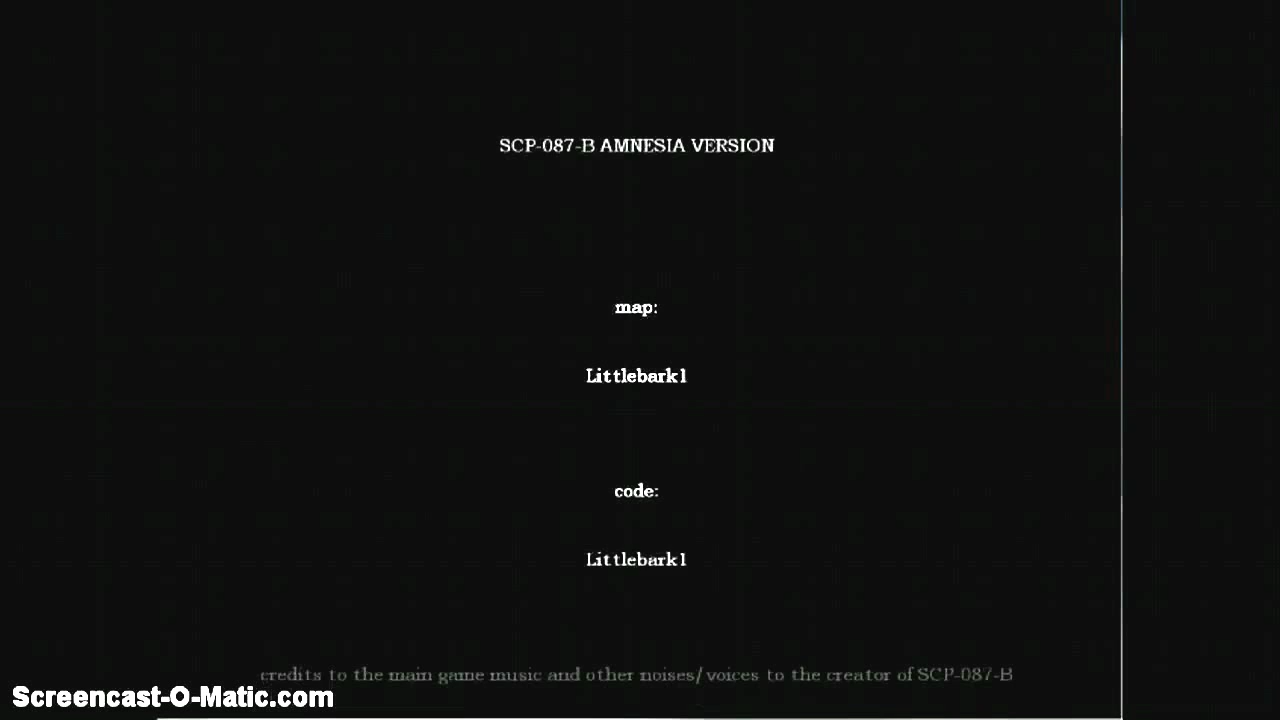 SCP-087-B AMNESIA VERSION
map:
Littlebark1
code:
Littlebark1
credits to the main game music and other noises/voices to the creator of SCP-087-B
Screencast-O-Matic.com